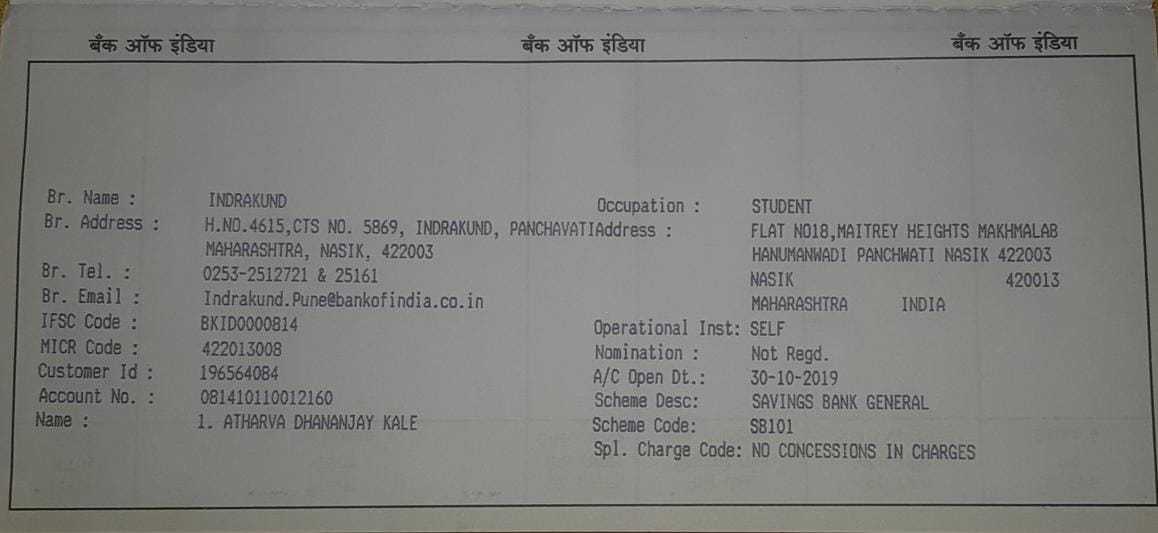 बैंक ऑफ इंडिया बैंक ऑफ इंडिया बैंक ऑफ इंडिया
Br. Name : INDRAKUND
Br. Address : H.NO.4615,CTS NO. 5869, INDRAKUND, PANCHAVATI
MAHARASHTRA, NASIK, 422003
Br. Tel. : 0253-2512721 & 25161
Br. Email : Indrakund.Pune@bankofindia.co.in
IFSC Code : BKID0000814
MICR Code : 422013008
Customer Id : 196564084
Account No. : 081410110012160
Name : 1. ATHARVA DHANANJAY KALE
Occupation : STUDENT
Address : FLAT NO18,MAITREY HEIGHTS MAKHMALAB
HANUMANWADI PANCHWATI NASIK 422003
NASIK 420013
MAHARASHTRA INDIA
Operational Inst: SELF
Nomination : Not Regd.
A/C Open Dt.: 30-10-2019
Scheme Desc: SAVINGS BANK GENERAL
Scheme Code: SB101
Spl. Charge Code: NO CONCESSIONS IN CHARGES